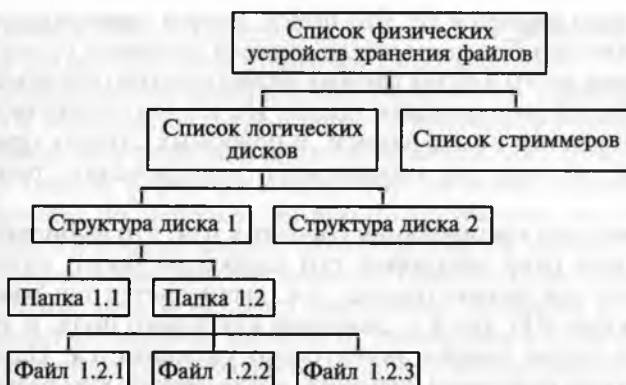 Список физических
устройств хранения файлов
Список логических
дисков
Список стриммеров
Структура диска 1
Структура диска 2
Папка 1.1
Папка 1.2
Файл 1.2.1
Файл 1.2.2
Файл 1.2.3